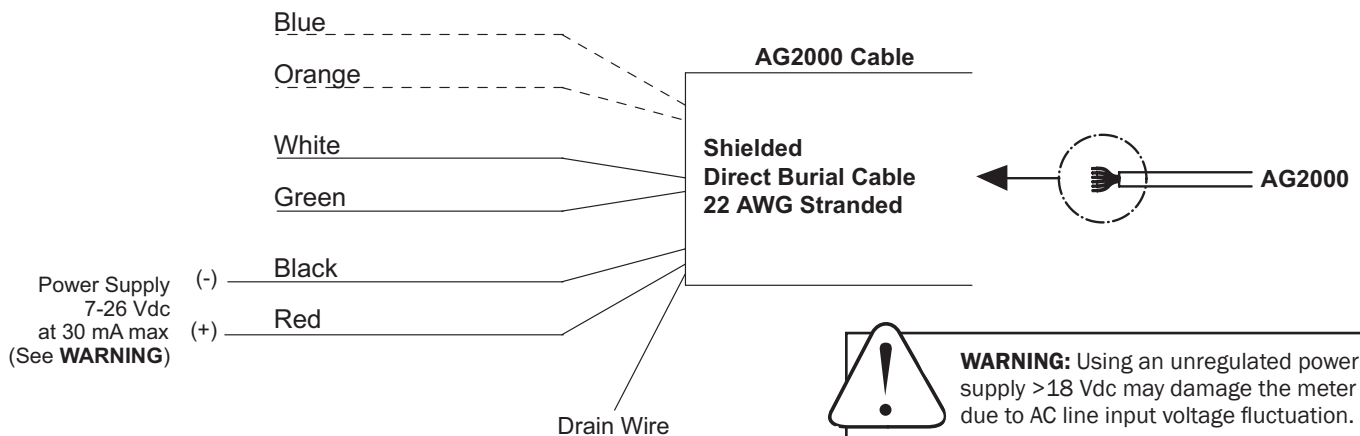 Blue
Orange
White
Green
Black
Red
Power Supply
7-26 Vdc
at 30 mA max
(See WARNING)
(-)
(+)
Drain Wire
AG2000 Cable
Shielded
Direct Burial Cable
22 AWG Stranded
AG2000
!
WARNING: Using an unregulated power
supply >18 Vdc may damage the meter
due to AC line input voltage fluctuation.